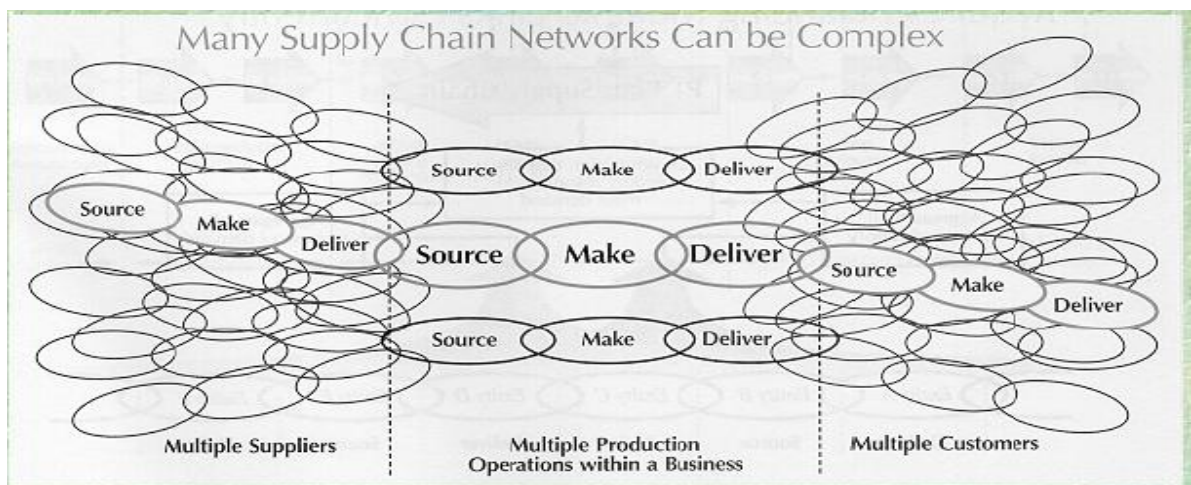 Many Supply Chain Networks Can be Complex
Source Make Deliver
Source Make Deliver
Source Make Deliver
Source Make Deliver
Source Make Deliver
Multiple Suppliers
Multiple Production
Operations within a Business
Multiple Customers